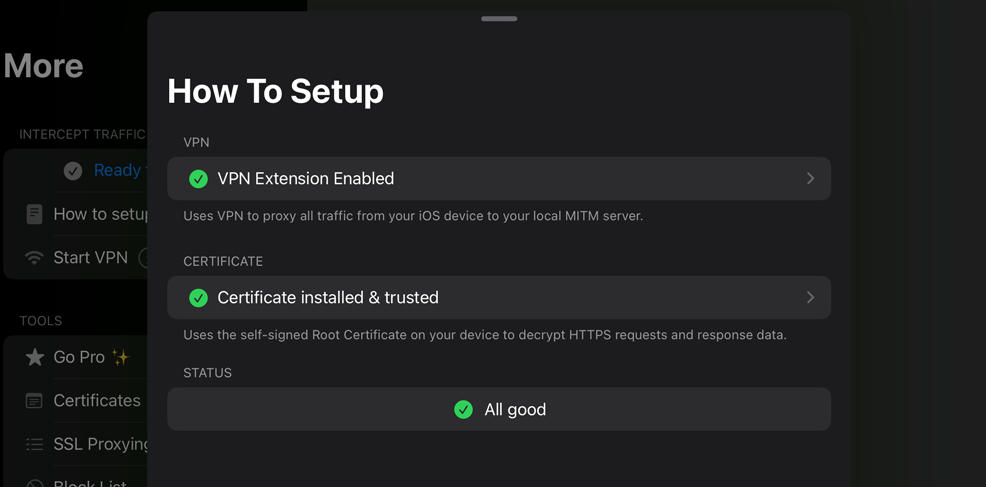 More
INTERCEPT TRAFFIC
Ready
How to setup
Start VPN
TOOLS
Go Pro ✨
Certificates
SSL Proxying
Block List
How To Setup
VPN
VPN Extension Enabled
Uses VPN to proxy all traffic from your iOS device to your local MITM server.
CERTIFICATE
Certificate installed & trusted
Uses the self-signed Root Certificate on your device to decrypt HTTPS requests and response data.
STATUS
All good